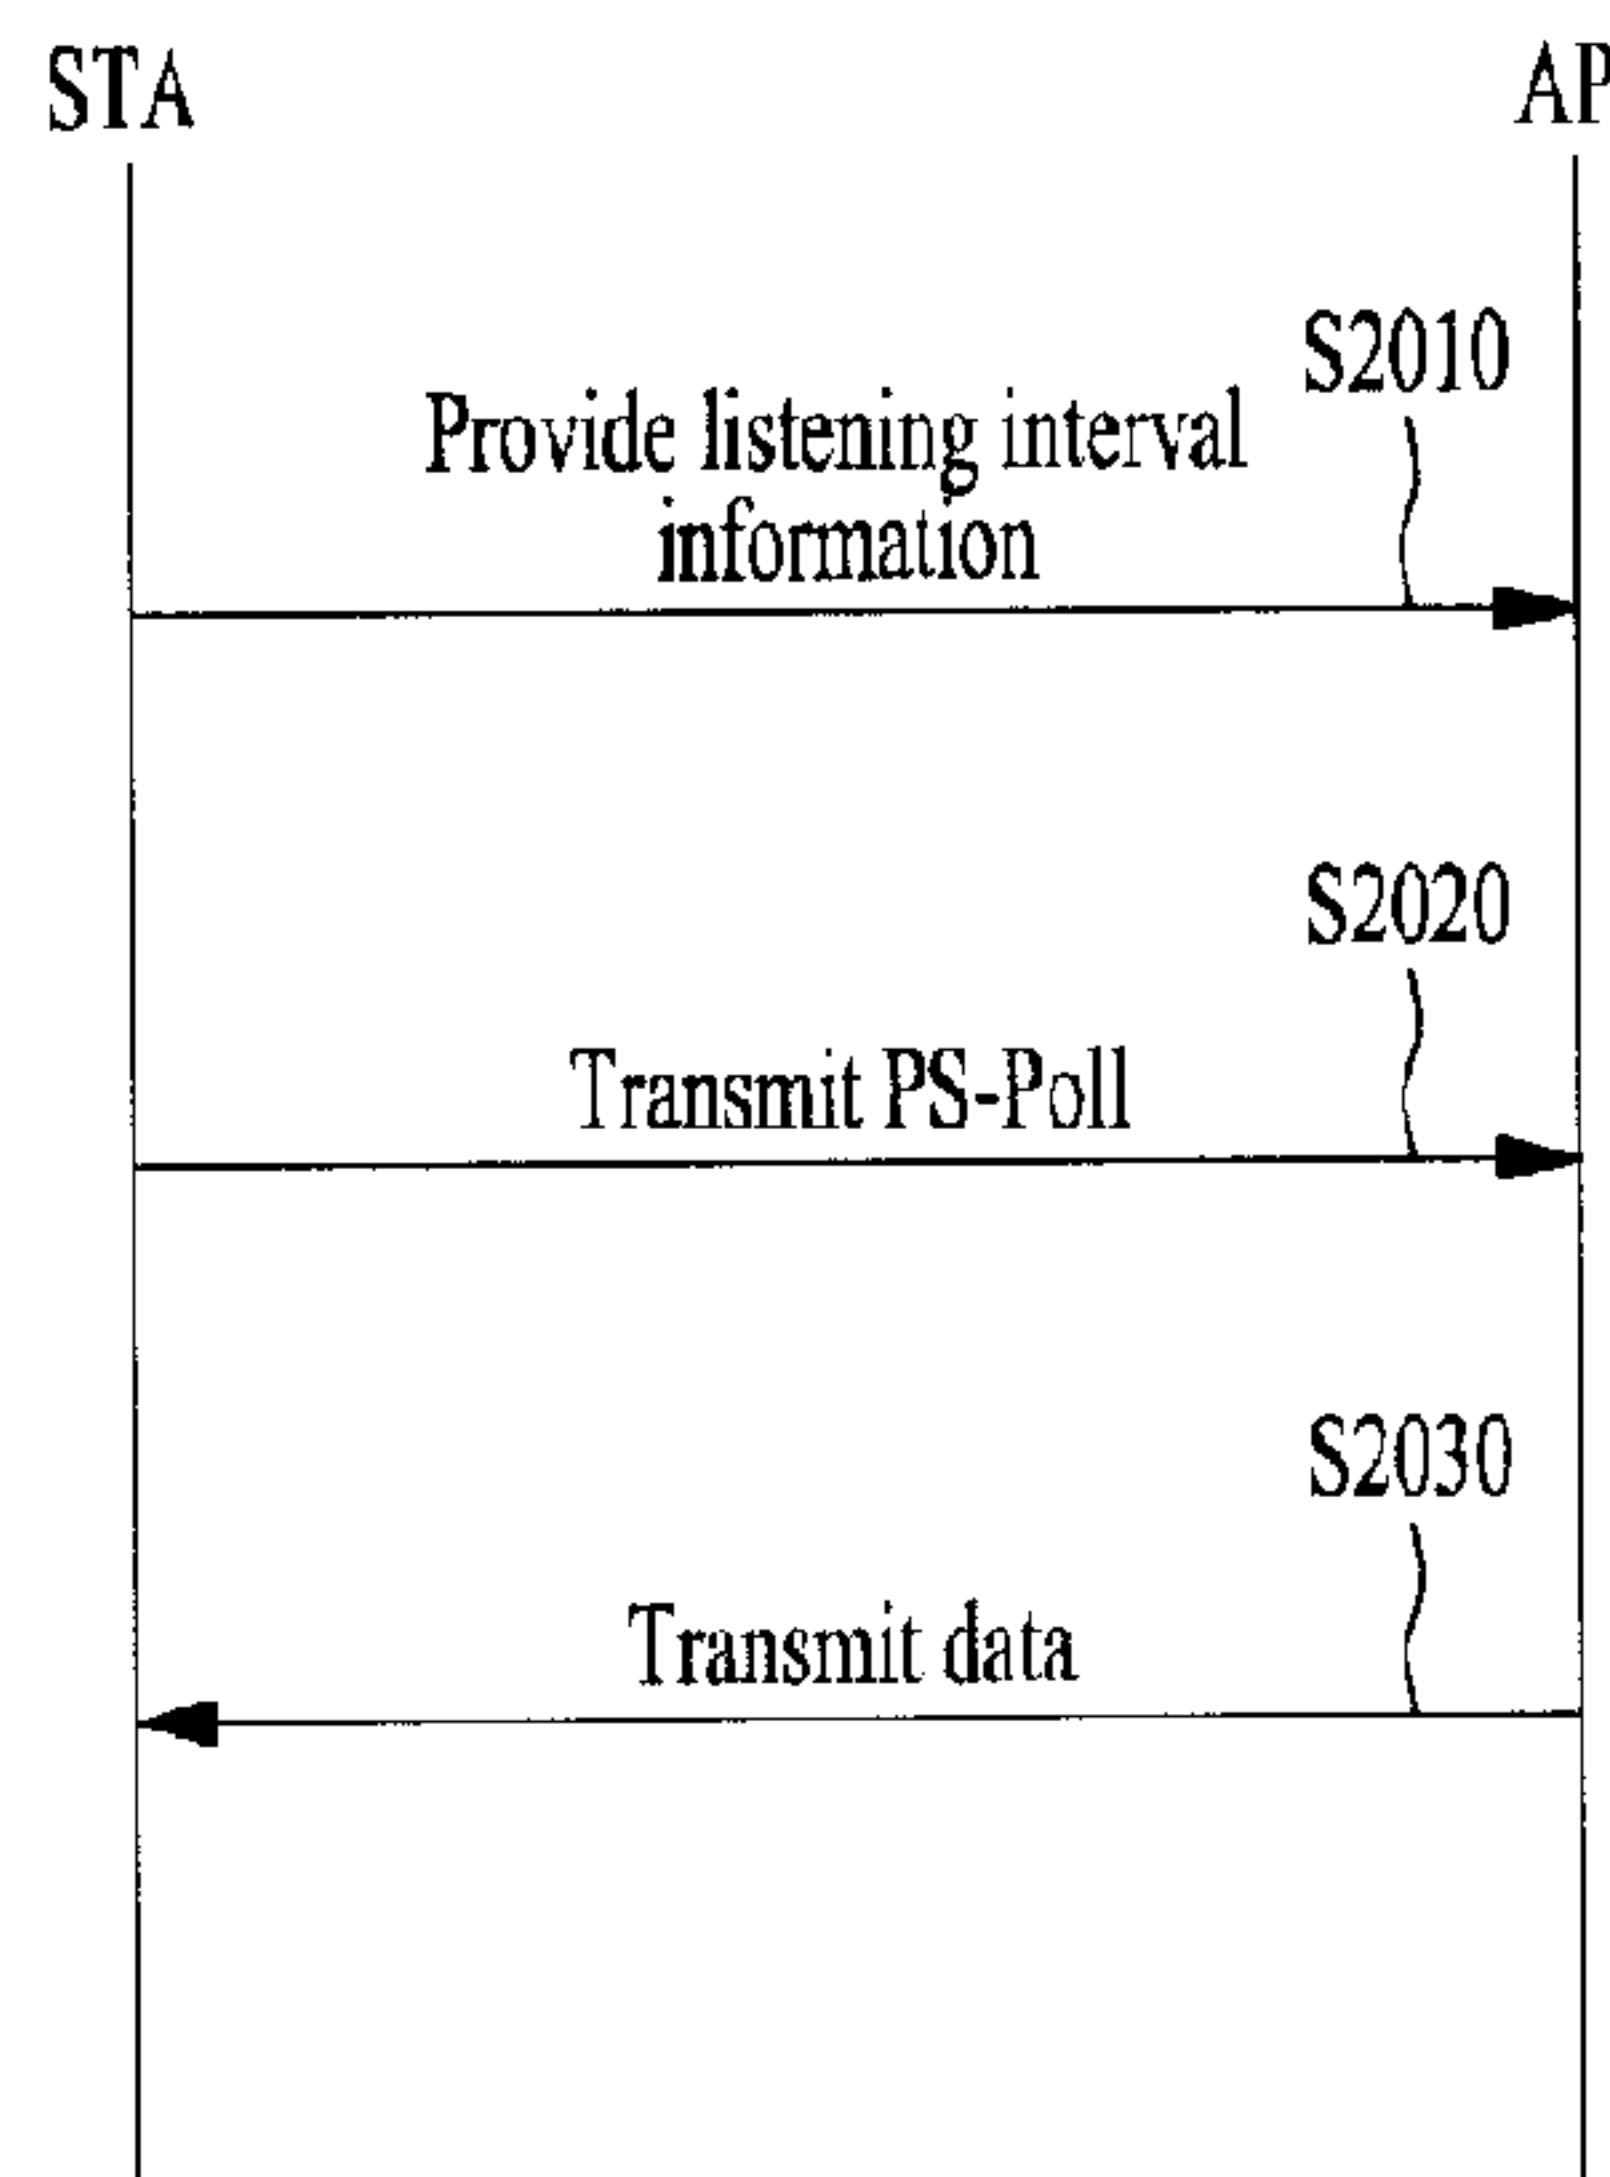 STA
AP
S2010
Provide listening interval
information
S2020
Transmit PS-Poll
S2030
Transmit data